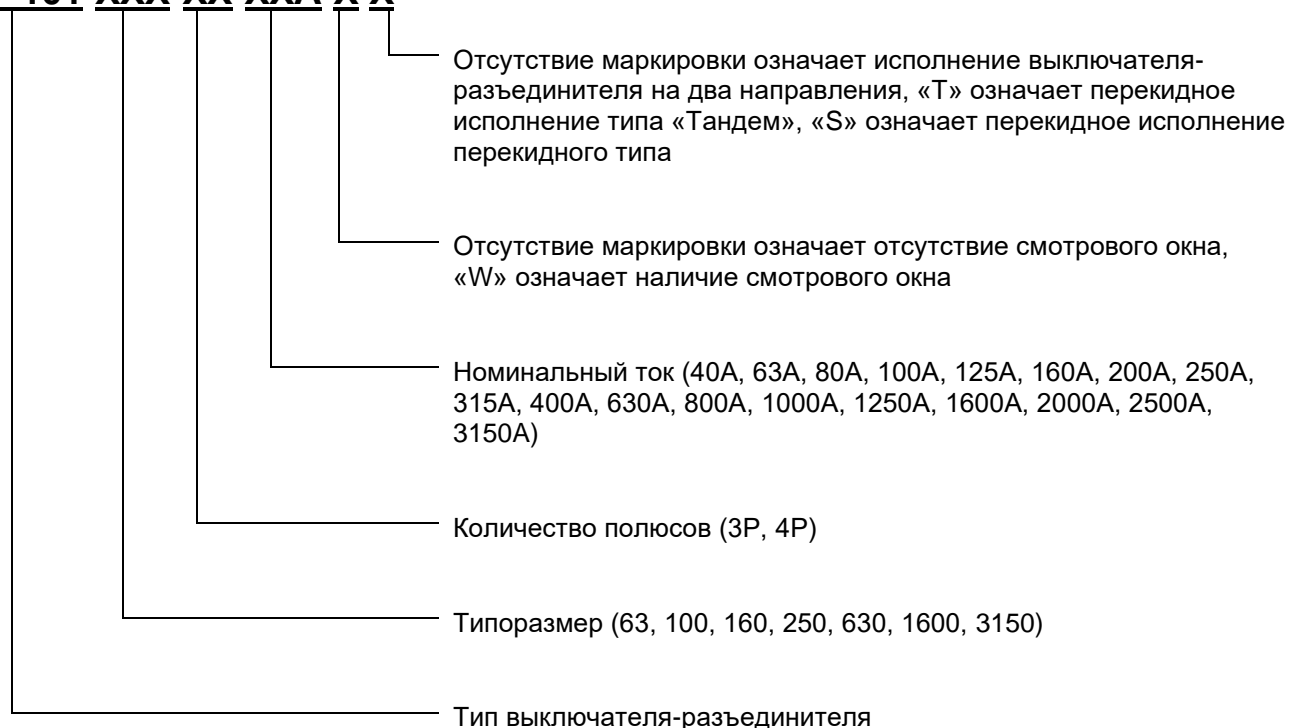 Отсутствие маркировки означает исполнение выключателя-
разъединителя на два направления, «Т» означает перекидное
исполнение типа «Тандем», «S» означает перекидное исполнение
перекидного типа
Отсутствие маркировки означает отсутствие смотрового окна,
«W» означает наличие смотрового окна
Номинальный ток (40А, 63А, 80А, 100А, 125А, 160А, 200А, 250А,
315А, 400А, 630А, 800А, 1000А, 1250А, 1600А, 2000А, 2500А,
3150А)
Количество полюсов (3P, 4P)
Типоразмер (63, 100, 160, 250, 630, 1600, 3150)
Тип выключателя-разъединителя